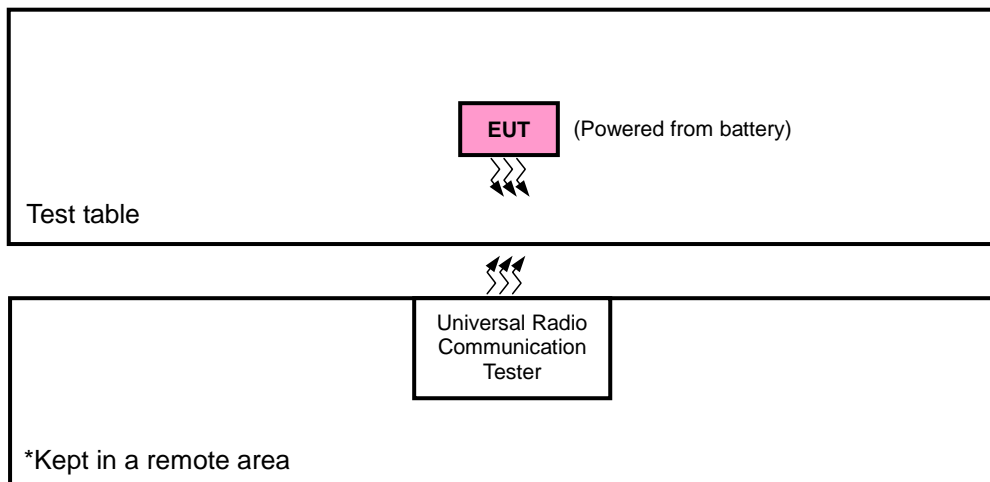 EUT
(Powered from battery)
Test table
Universal Radio
Communication
Tester
*Kept in a remote area